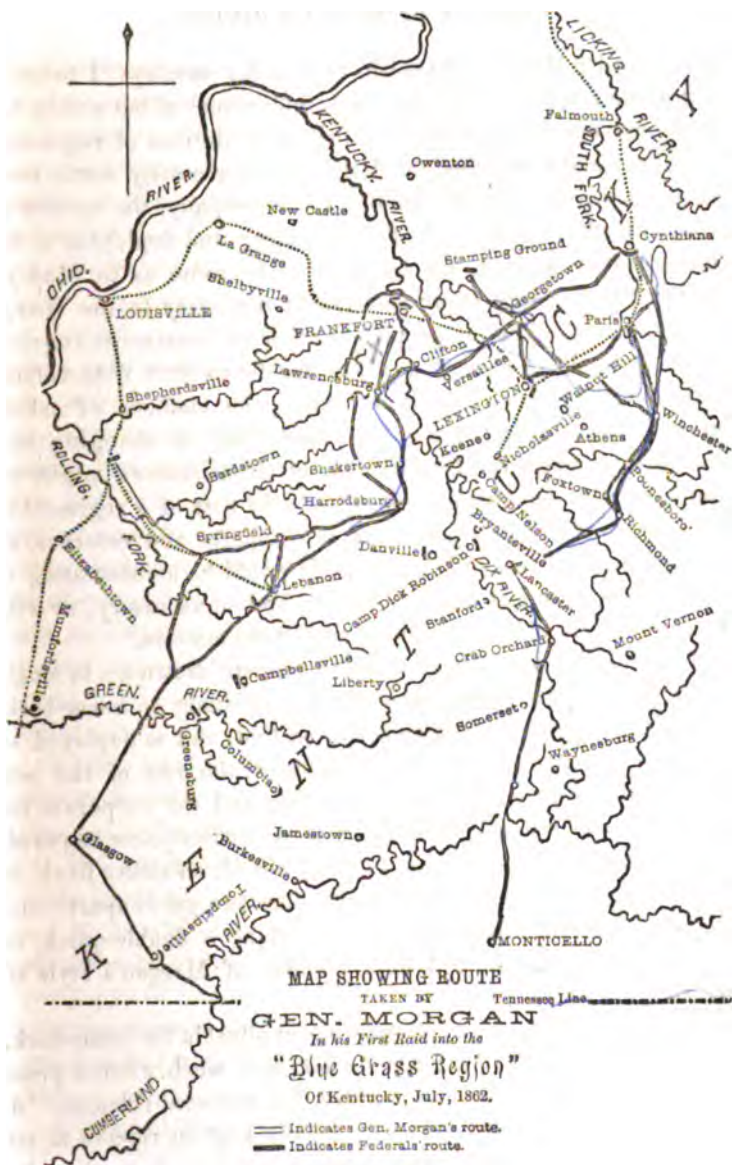 LICKING
RIVER.
Falmouth
SOUTH FORK.
KENTUCKY
RIVER
Owenton
OHIO.
RIVER.
New Castle
La Grange
Stamping Ground
Cynthiana
Georgetown
Shelbyville
LOUISVILLE
FRANKFORT
Paris
Clifton
Versailles
Lawrenceburg
LEXINGTON
Walnut Hill
Shepherdsville
Winchester
Keene
Nicholasville
Athens
ROLLING
FORK.
Bardstown
Shakertown
Boonesboro'
Camp Nelson
Foxtown
Harrodsburg
Richmond
Springfield
Bryantsville
Danville
Elizabethtown
Lebanon
Camp Dick Robinson
DIX RIVER
Lancaster
Stanford
Munfordsville
Mount Vernon
Crab Orchard
Campbellsville
Liberty
GREEN.
RIVER.
Somerset
Greensburg
Columbia
Waynesburg
Jamestown
Glasgow
Burkesville
Tompkinsville
RIVER.
MONTICELLO
K E N T U C K Y
MAP SHOWING ROUTE
TAKEN BY
Tennessee Line
GEN. MORGAN
In his First Raid into the
"Blue Grass Region"
Of Kentucky, July, 1862.
CUMBERLAND
Indicates Gen. Morgan's route.
Indicates Federals' route.